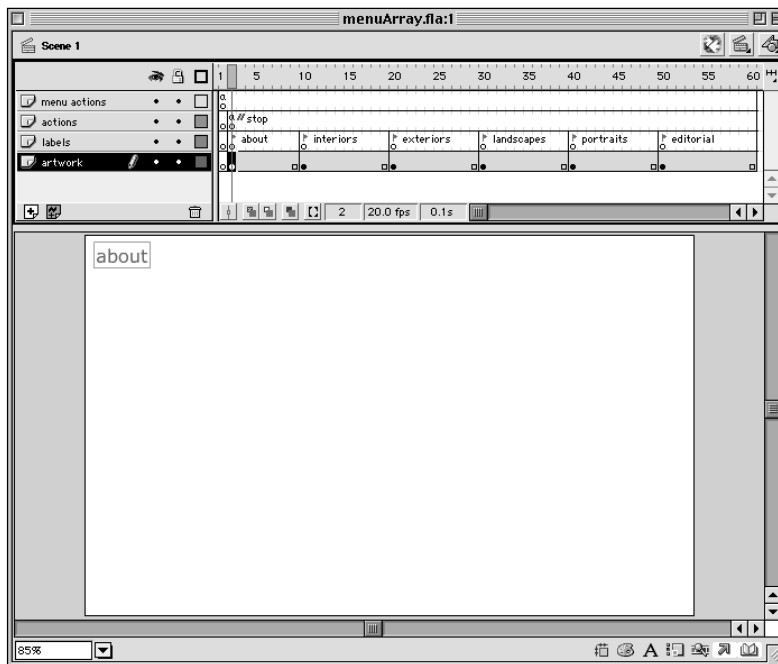 menuArray.fla:1
Scene 1
1 5 10 15 20 25 30 35 40 45 50 55 60
menu actions
a
actions
a // stop
labels
about interiors exteriors landscapes portraits editorial
artwork
2 20.0 fps 0.1s
about
85%
A